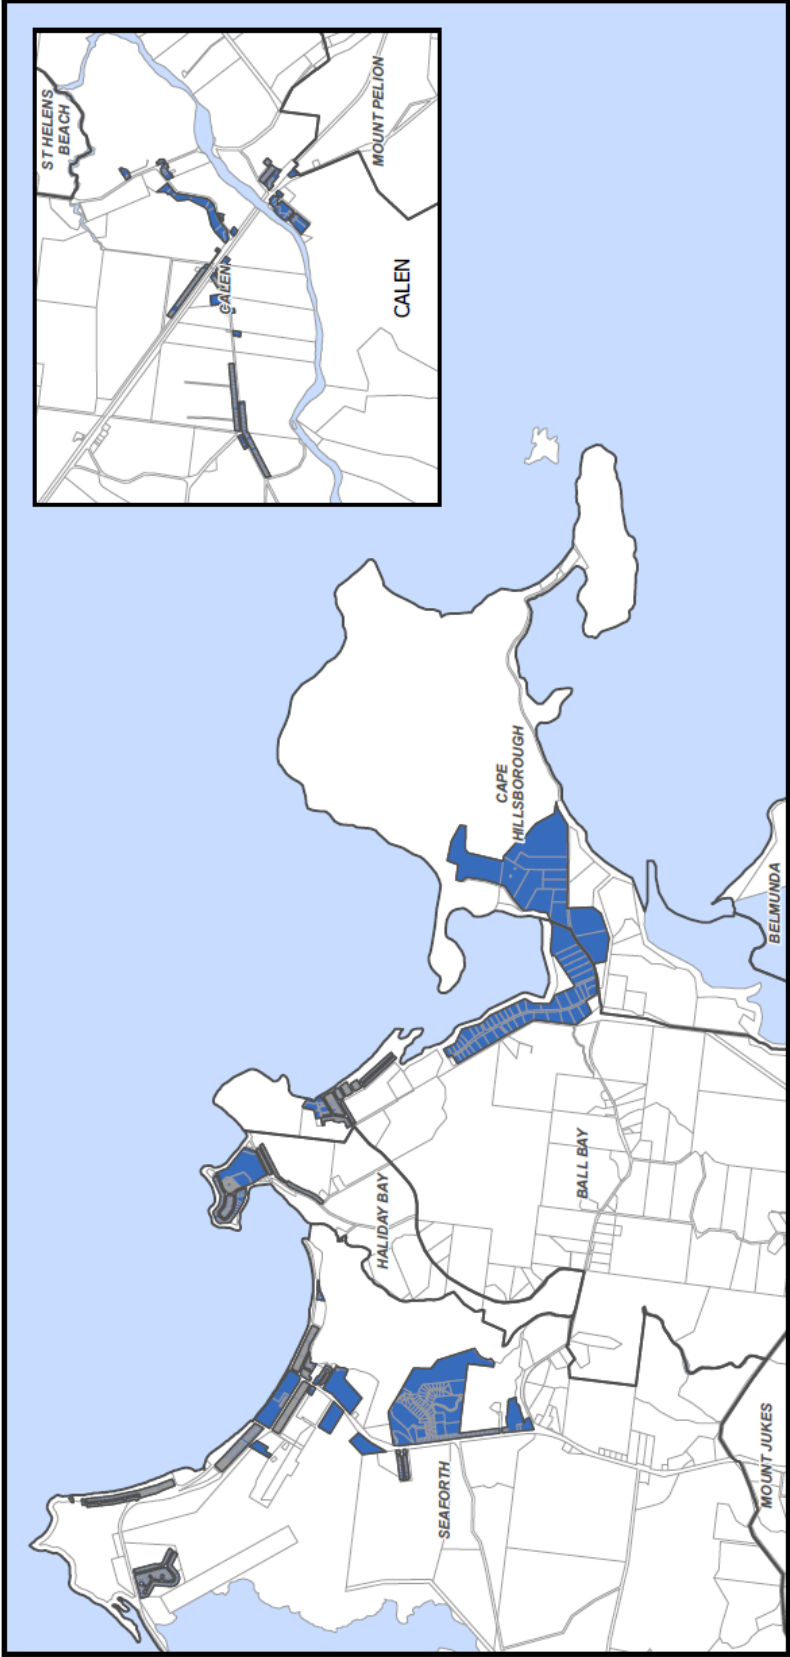 ST HELENS
BEACH
MOUNT PELION
CALEN
CALEN
CAPE
HILLSBOROUGH
BELMUNDA
BALL BAY
HALIDAY BAY
SEAFORTH
MOUNT JUKES